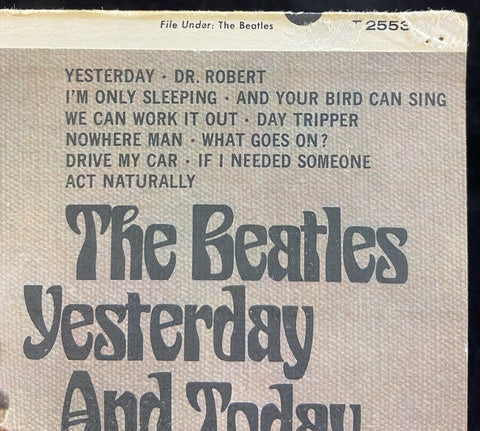 File Under: The Beatles
T 2553
YESTERDAY · DR. ROBERT
I'M ONLY SLEEPING · AND YOUR BIRD CAN SING
WE CAN WORK IT OUT · DAY TRIPPER
NOWHERE MAN · WHAT GOES ON?
DRIVE MY CAR · IF I NEEDED SOMEONE
ACT NATURALLY
The Beatles
Yesterday
And Today